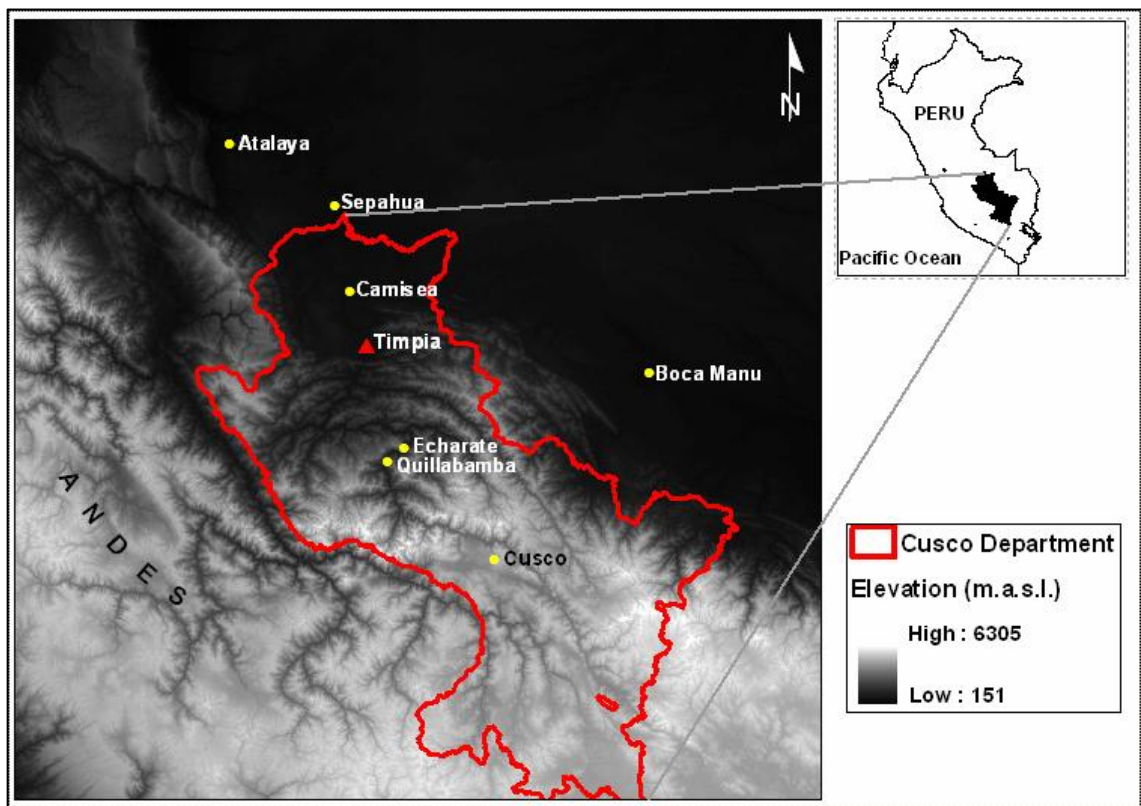 N
Atalaya
Sepahua
Camisea
Timpia
Boca Manu
Echarate
Quillabamba
Cusco
ANDES
PERU
Pacific Ocean
Cusco Department
Elevation (m.a.s.l.)
High : 6305
Low : 151